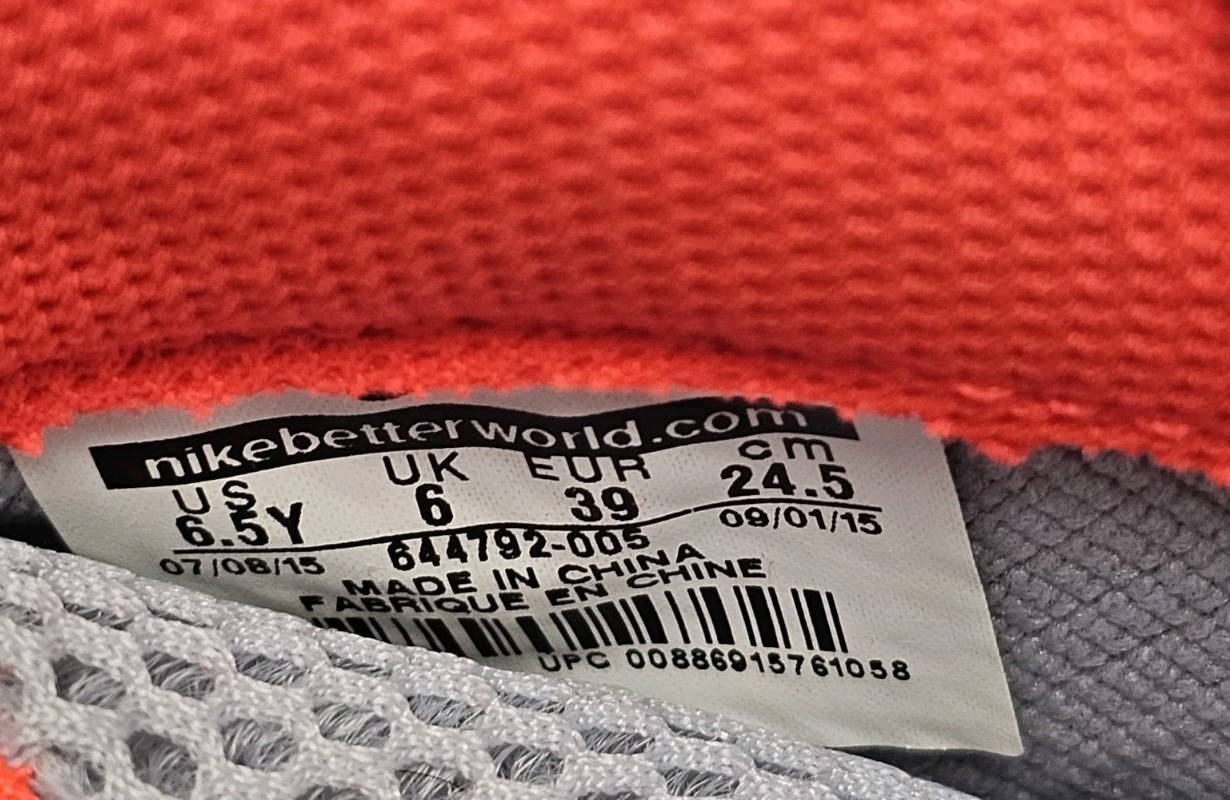 nikebetterworld.com
US UK EUR cm
6.5Y 6 39 24.5
07/08/15 644792-005 09/01/15
MADE IN CHINA
FABRIQUE EN CHINE
UPC 00886915761058